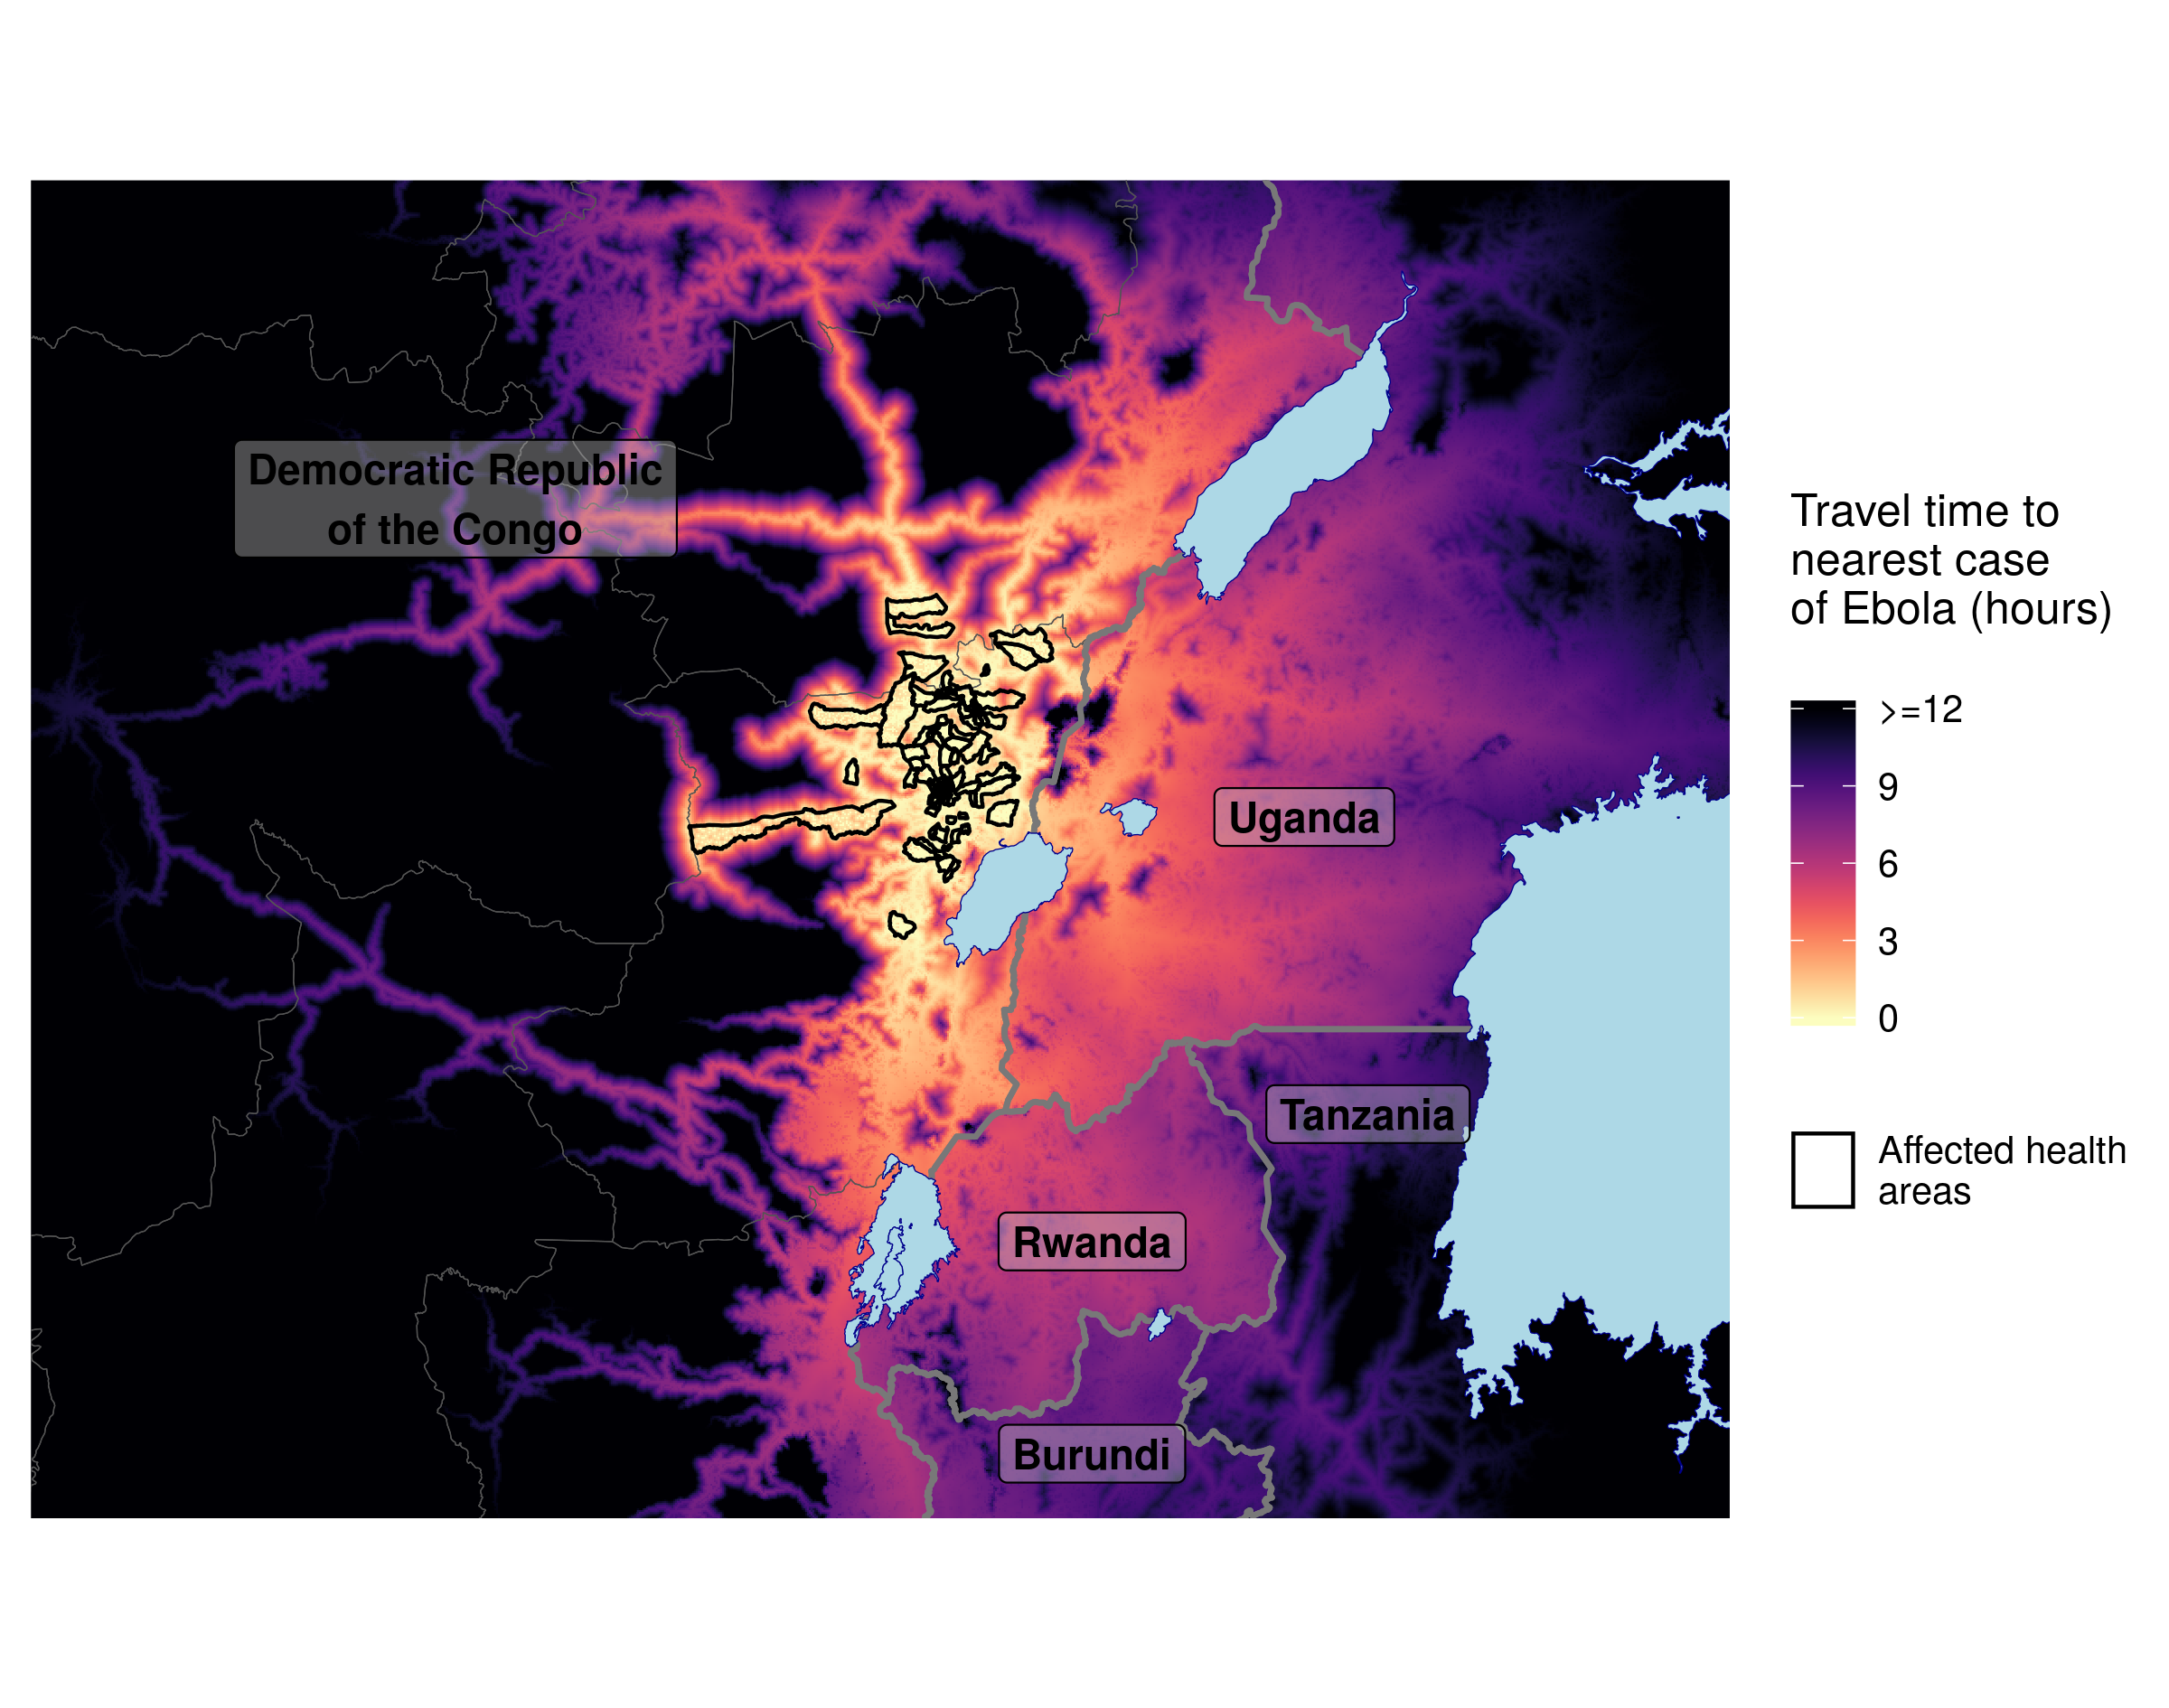 Democratic Republic
of the Congo
Uganda
Tanzania
Rwanda
Burundi
Travel time to
nearest case
of Ebola (hours)
>=12
9
6
3
0
Affected health
areas